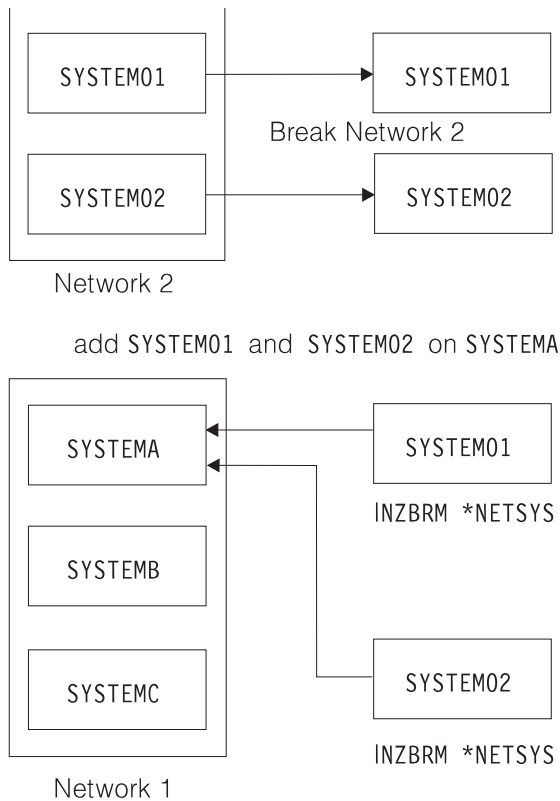 SYSTEM01 SYSTEM01
Break Network 2
SYSTEM02 SYSTEM02
Network 2
add SYSTEM01 and SYSTEM02 on SYSTEMA
SYSTEMA SYSTEM01
INZBRM *NETSYS
SYSTEMB
SYSTEMC SYSTEM02
INZBRM *NETSYS
Network 1